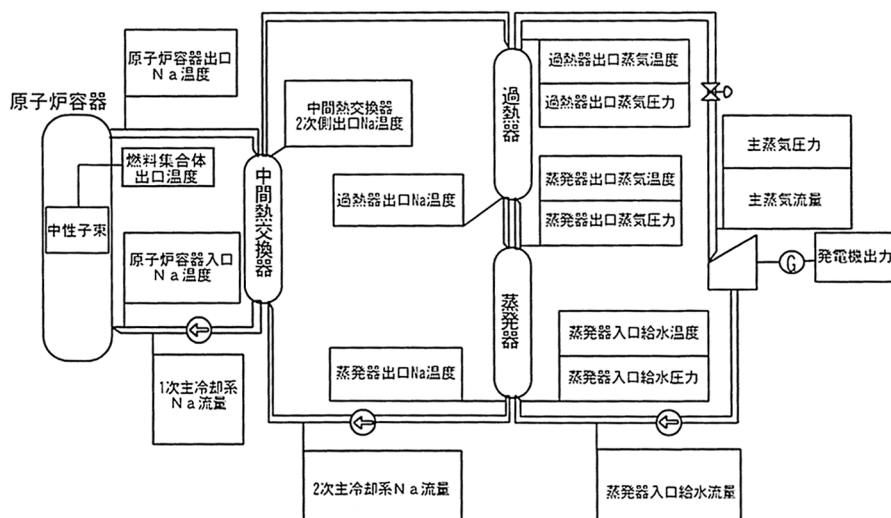 原子炉容器出口
Na温度
原子炉容器
燃料集合体
出口温度
中性子束
原子炉容器入口
Na温度
1次主冷却系
Na流量
中間熱交換器
2次側出口Na温度
中間熱交換器
過熱器出口Na温度
蒸発器出口Na温度
2次主冷却系Na流量
過熱器
過熱器出口蒸気温度
過熱器出口蒸気圧力
蒸発器出口蒸気温度
蒸発器出口蒸気圧力
蒸発器
蒸発器入口給水温度
蒸発器入口給水圧力
蒸発器入口給水流量
主蒸気圧力
主蒸気流量
G
発電機出力